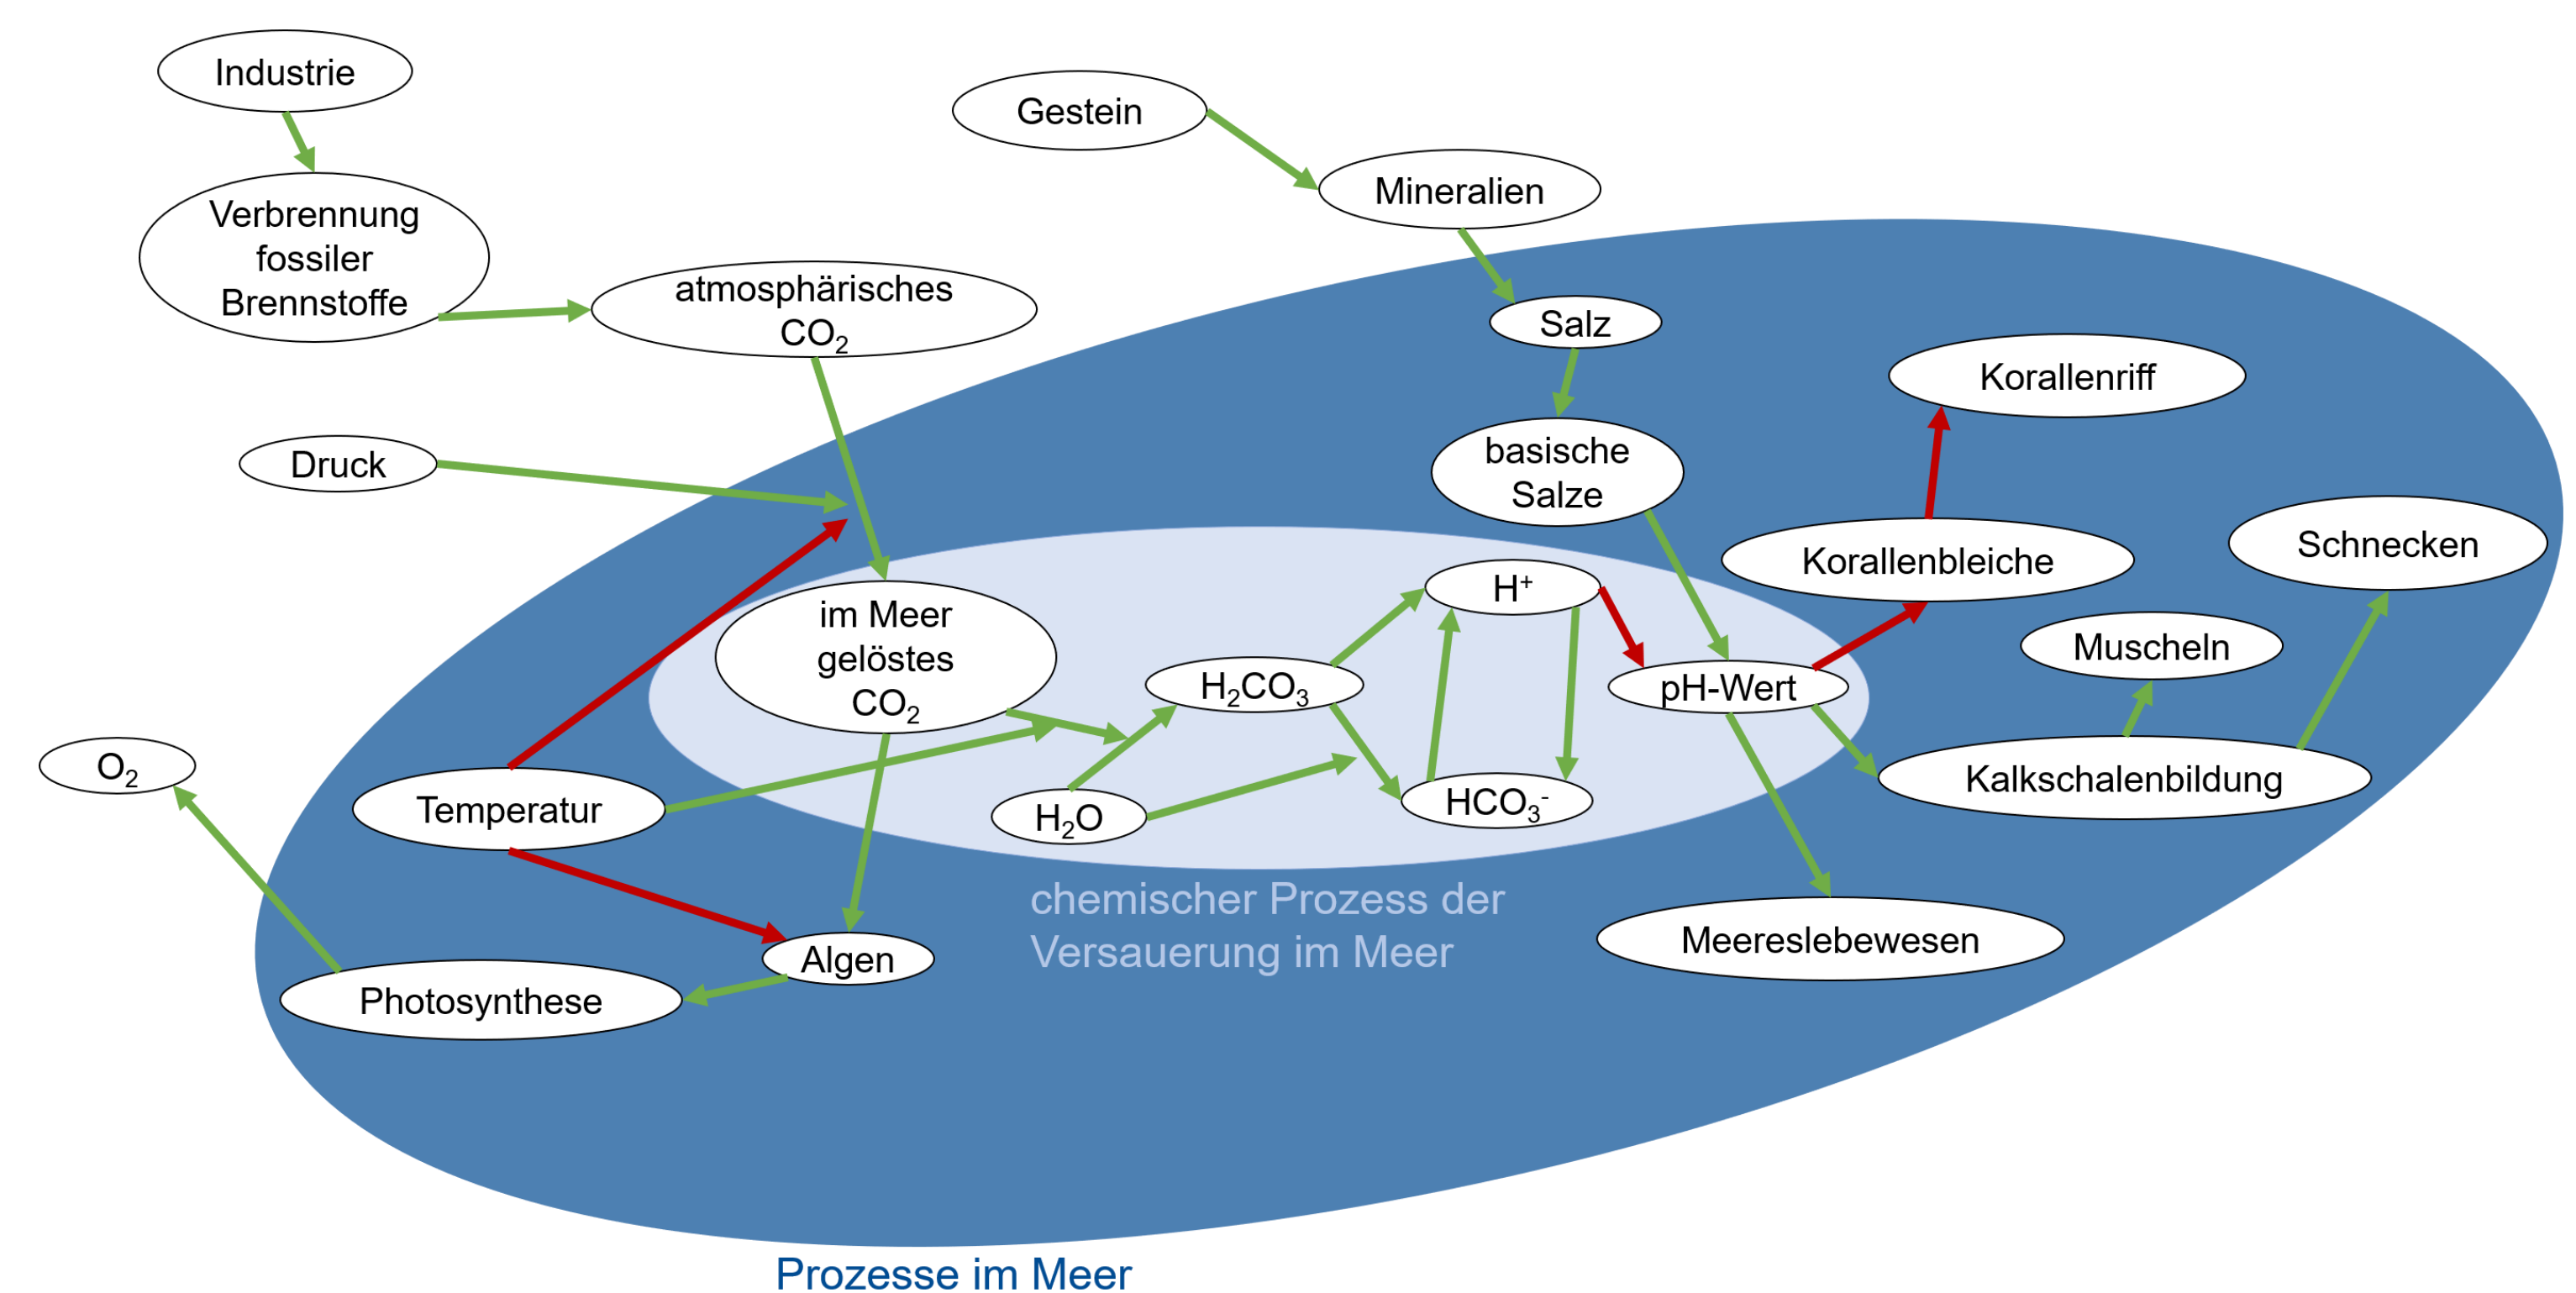 Industrie
Gestein
Verbrennung
fossiler
Brennstoffe
Mineralien
atmosphärisches
CO₂
Salz
Korallenriff
Druck
basische
Salze
Korallenbleiche
Schnecken
im Meer
gelöstes
CO₂
H⁺
Muscheln
H₂CO₃
pH-Wert
O₂
Temperatur
H₂O
HCO₃⁻
Kalkschalenbildung
chemischer Prozess der
Versauerung im Meer
Meereslebewesen
Algen
Photosynthese
Prozesse im Meer